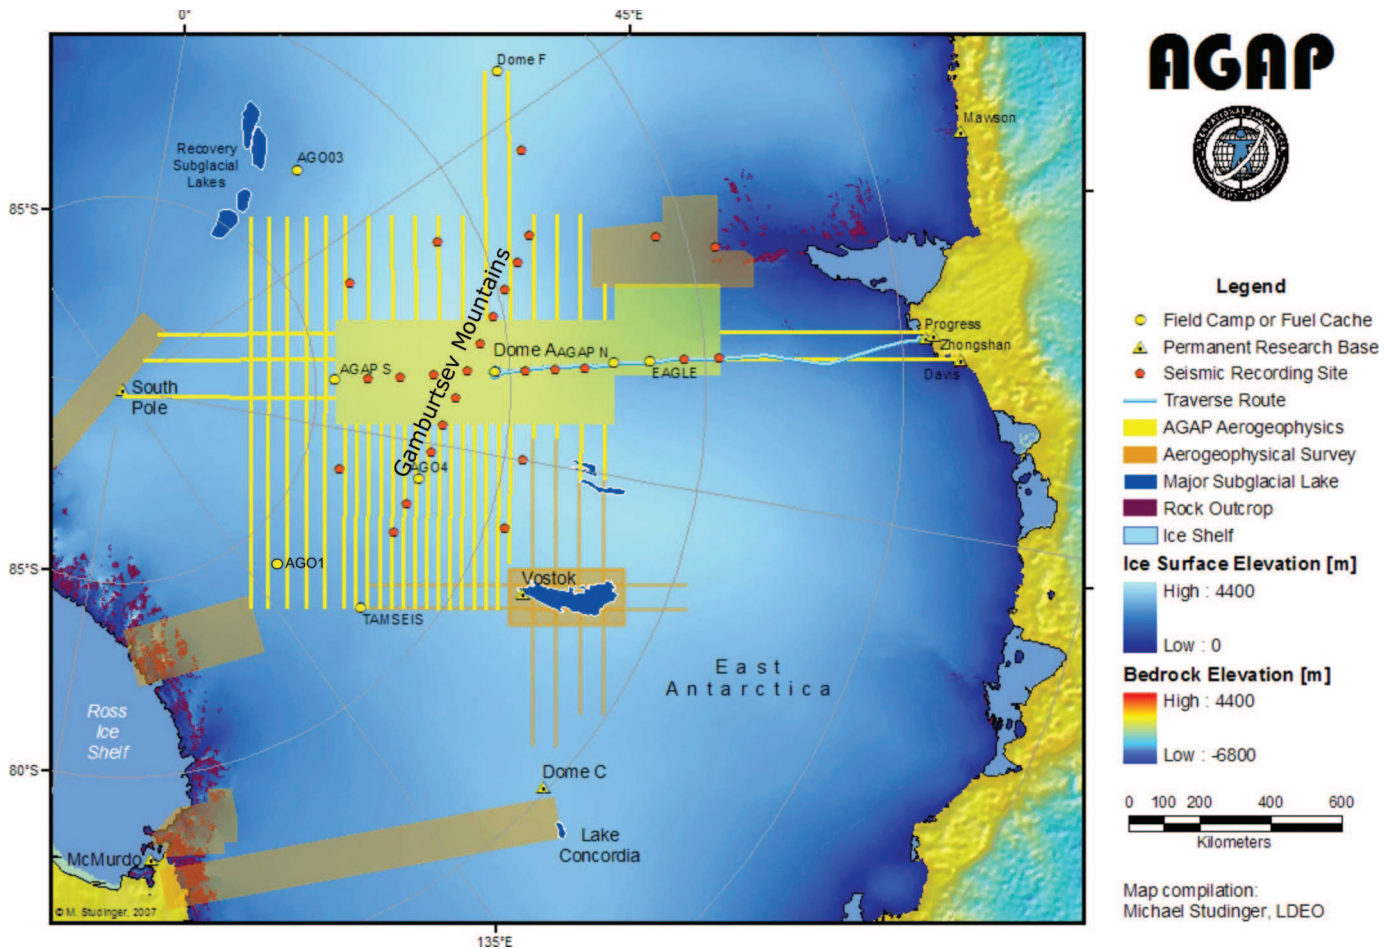 0°
45°E
AGAP
Dome F
Mawson
Recovery
Subglacial
Lakes
AGO03
85°S
Gamburtsev Mountains
Legend
Field Camp or Fuel Cache
Permanent Research Base
Seismic Recording Site
Traverse Route
AGAP Aerogeophysics
Aerogeophysical Survey
Major Subglacial Lake
Rock Outcrop
Ice Shelf
Progress
Zhongshan
Davis
Dome A
AGAP N
EAGLE
AGAP S
South
Pole
AGO4
AGO1
85°S
Vostok
TAMSEIS
Ice Surface Elevation [m]
High : 4400
Low : 0
East
Antarctica
Bedrock Elevation [m]
High : 4400
Low : -6800
Ross
Ice
Shelf
80°S
Dome C
0 100 200 400 600
Kilometers
Lake
Concordia
McMurdo
Map compilation:
Michael Studinger, LDEO
© M. Studinger, 2007
135°E